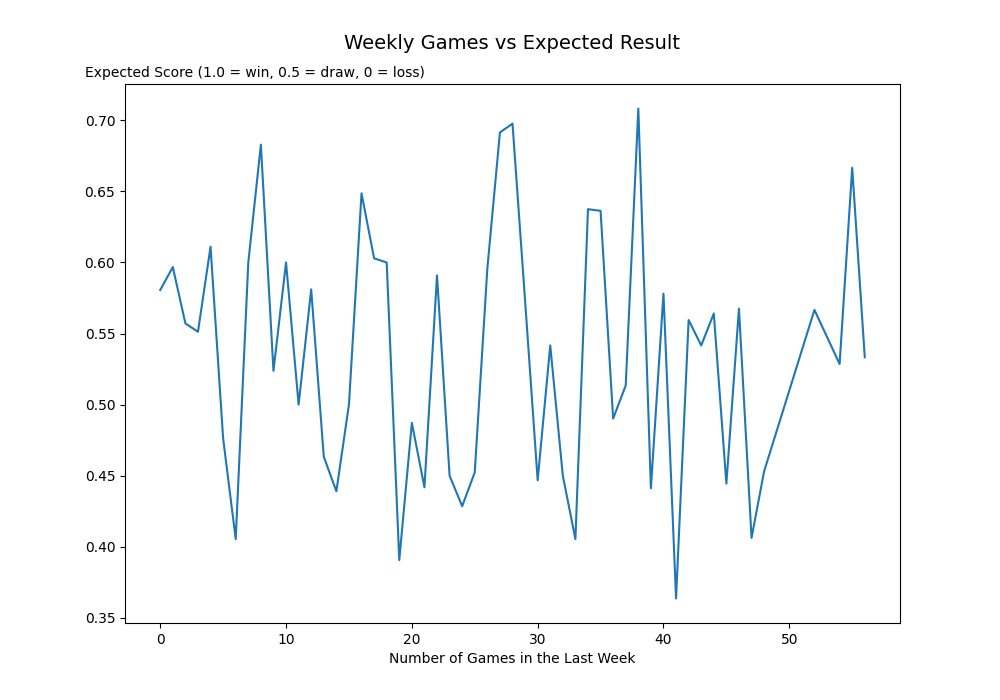 Weekly Games vs Expected Result
Expected Score (1.0 = win, 0.5 = draw, 0 = loss)
0.70
0.65
0.60
0.55
0.50
0.45
0.40
0.35
0 10 20 30 40 50
Number of Games in the Last Week